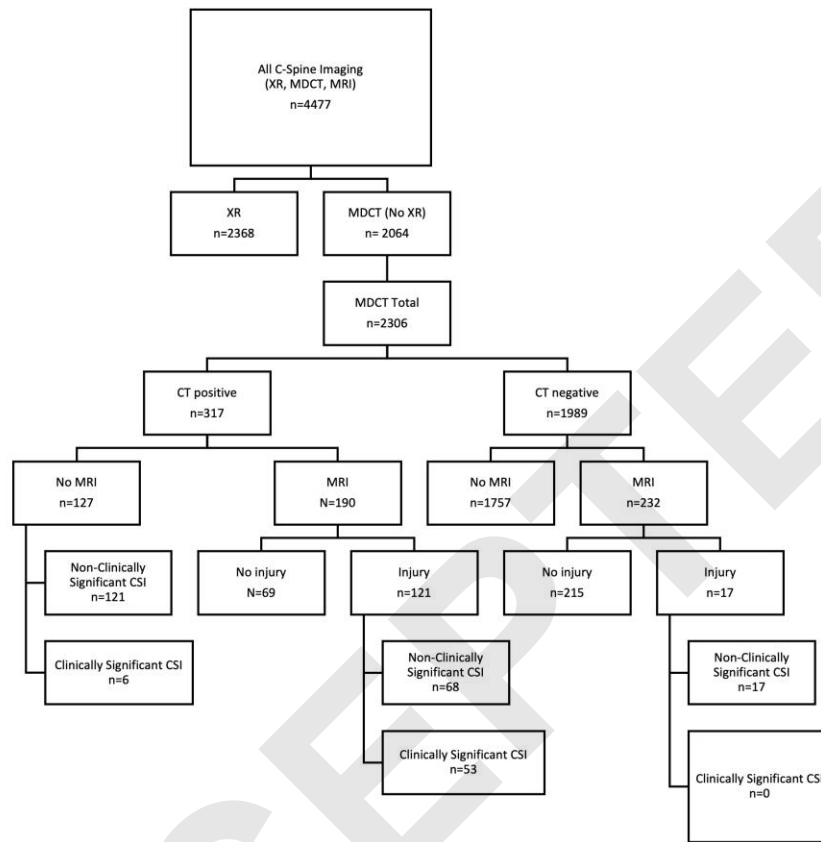 All C-Spine Imaging
(XR, MDCT, MRI)
n=4477
XR
n=2368
MDCT (No XR)
n= 2064
MDCT Total
n=2306
CT positive
n=317
CT negative
n=1989
No MRI
n=127
MRI
N=190
No MRI
n=1757
MRI
n=232
Non-Clinically
Significant CSI
n=121
Clinically Significant CSI
n=6
No injury
N=69
Injury
n=121
Non-Clinically
Significant CSI
n=68
Clinically Significant CSI
n=53
No injury
n=215
Injury
n=17
Non-Clinically
Significant CSI
n=17
Clinically Significant CSI
n=0
CEPTE